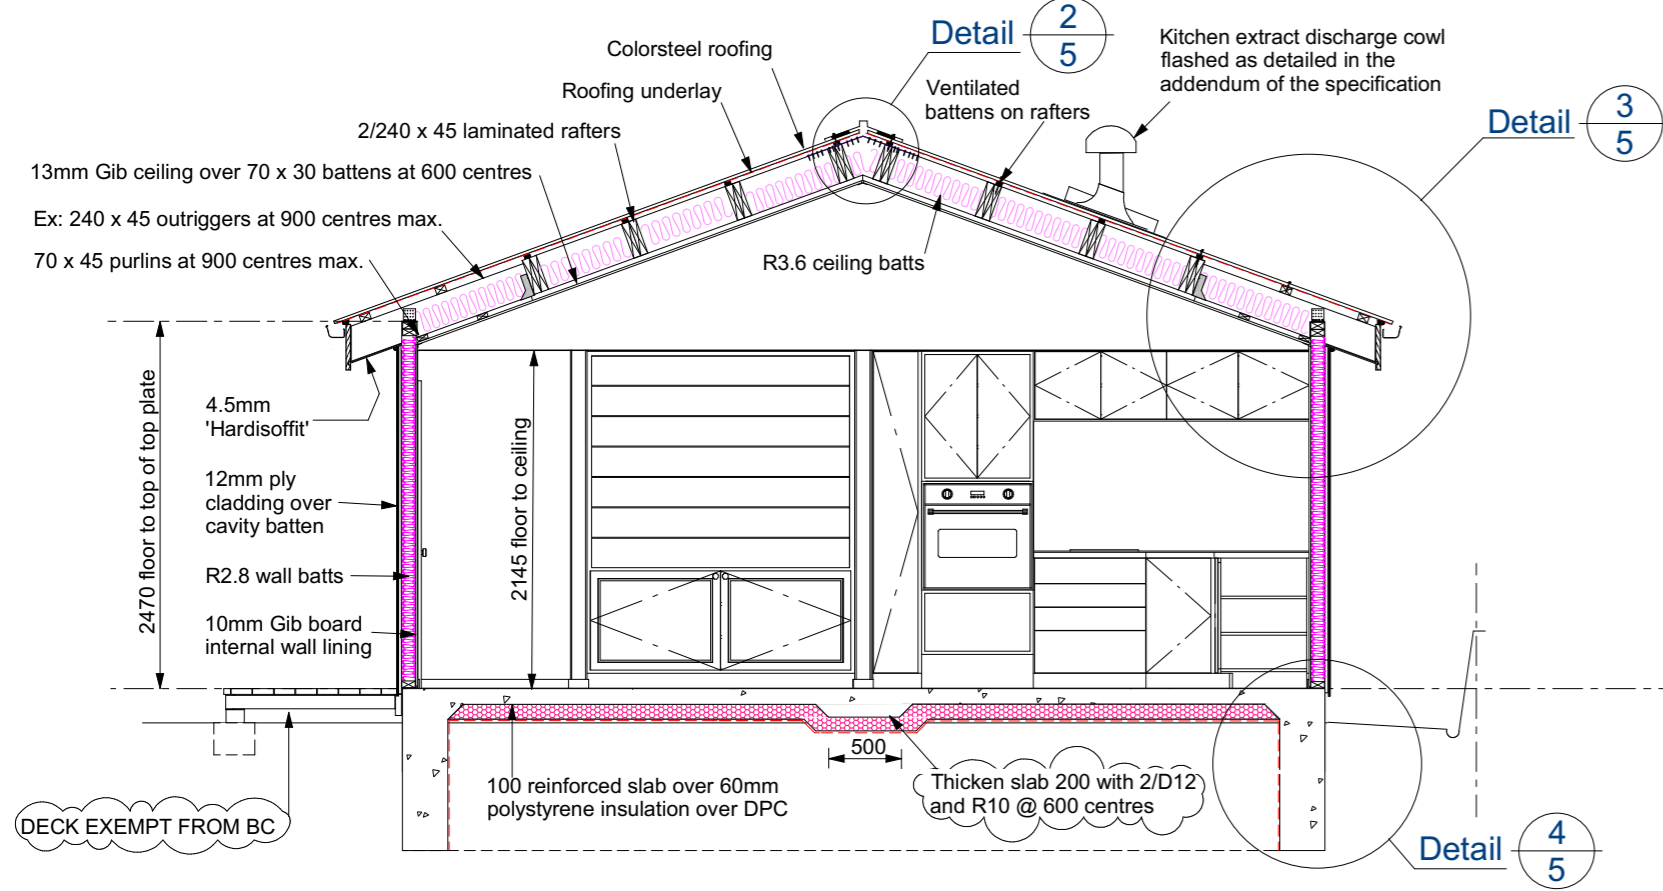 Detail
2
5
Colorsteel roofing
Kitchen extract discharge cowl
flashed as detailed in the
addendum of the specification
Roofing underlay
Ventilated
battens on rafters
Detail
3
5
2/240 x 45 laminated rafters
13mm Gib ceiling over 70 x 30 battens at 600 centres
Ex: 240 x 45 outriggers at 900 centres max.
70 x 45 purlins at 900 centres max.
R3.6 ceiling batts
2470 floor to top of top plate
4.5mm
'Hardisoffit'
12mm ply
cladding over
cavity batten
R2.8 wall batts
10mm Gib board
internal wall lining
2145 floor to ceiling
500
100 reinforced slab over 60mm
polystyrene insulation over DPC
Thicken slab 200 with 2/D12
and R10 @ 600 centres
DECK EXEMPT FROM BC
Detail
4
5